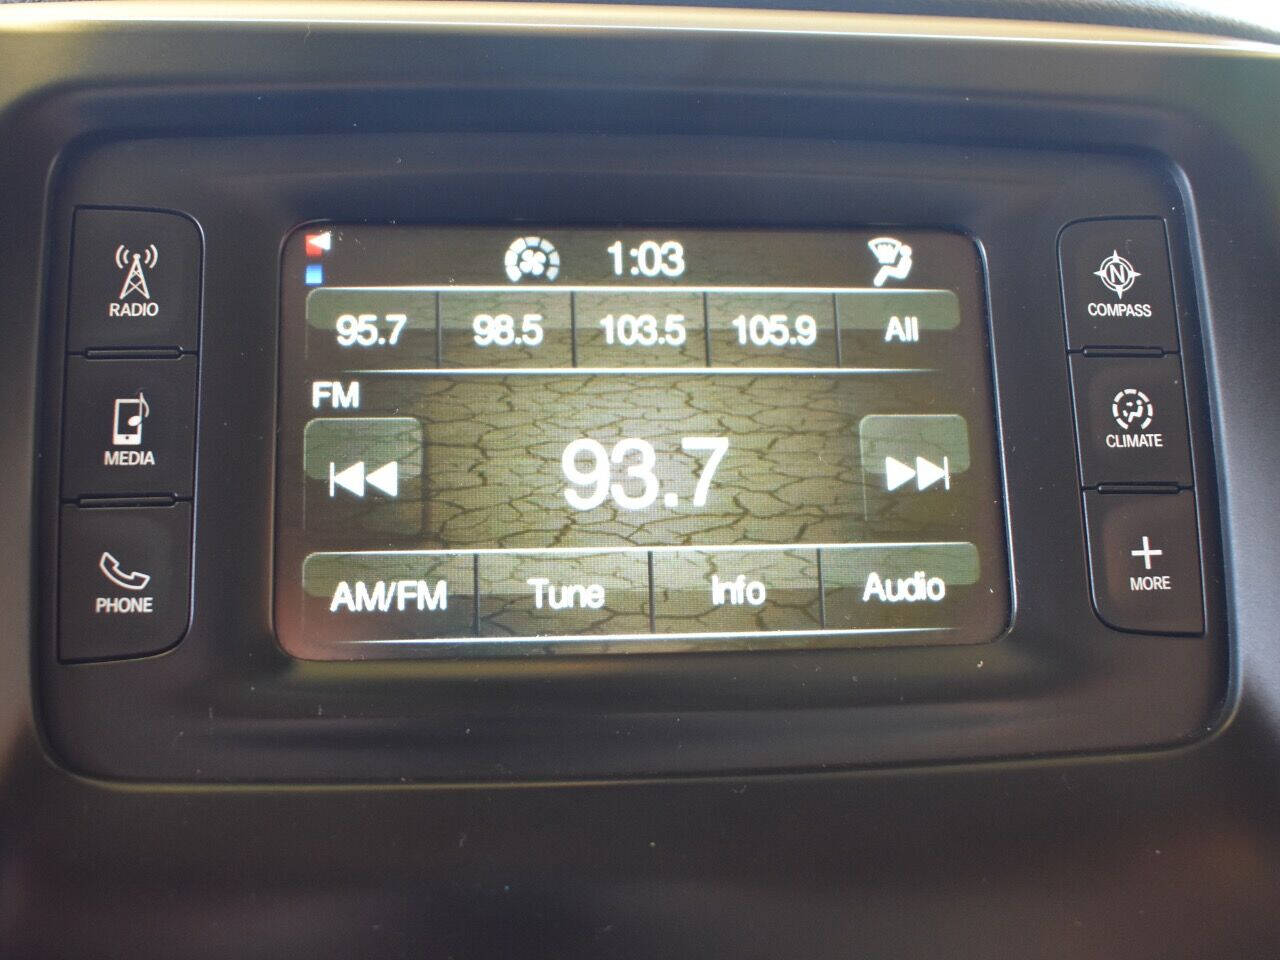 1:03
95.7 98.5 103.5 105.9 All
FM
93.7
AM/FM Tune Info Audio
RADIO
MEDIA
PHONE
N
COMPASS
CLIMATE
MORE